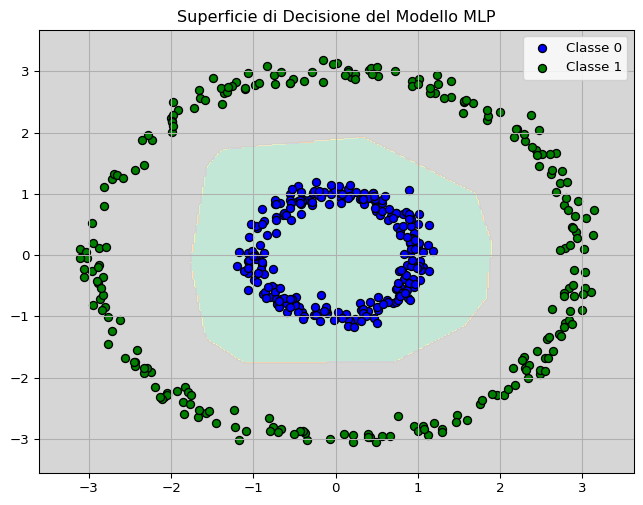 Superficie di Decisione del Modello MLP
Classe 0
Classe 1
3
2
1
0
−1
−2
−3
−3 −2 −1 0 1 2 3